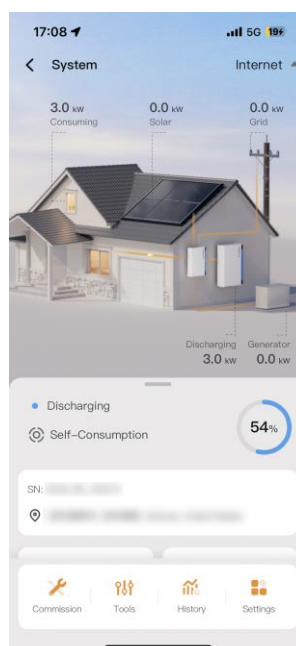 17:08 5G 19
System Internet
3.0 kW 0.0 kW 0.0 kW
Consuming Solar Grid
Discharging Generator
3.0 kW 0.0 kW
Discharging
54%
Self-Consumption
SN:
Commission Tools History Settings